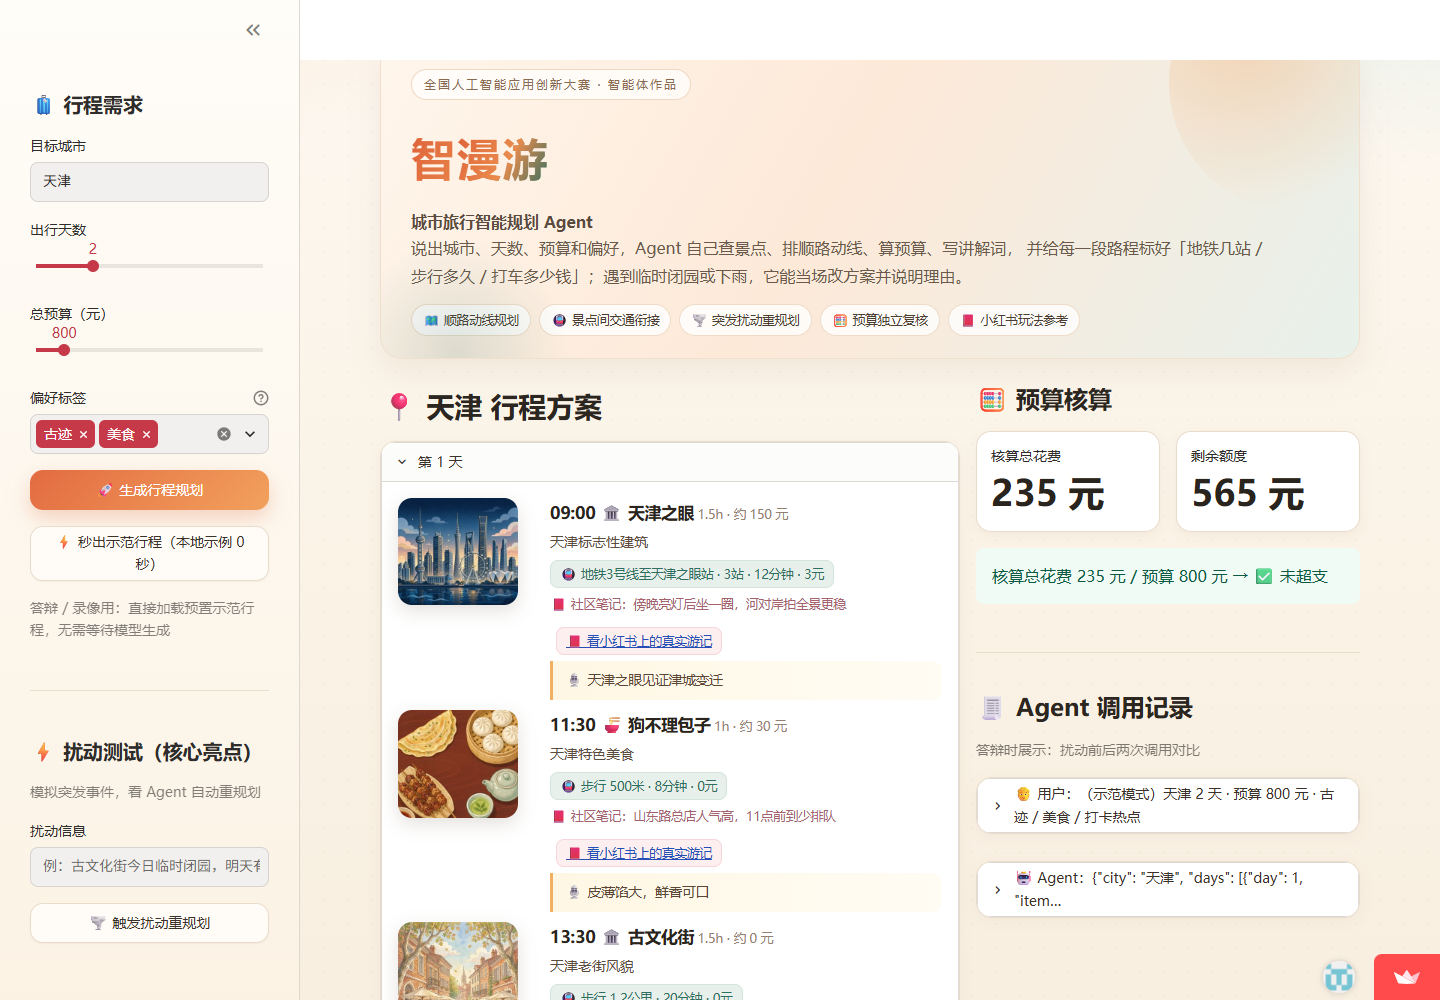 行程需求
目标城市
天津
出行天数
2
总预算（元）
800
偏好标签
古迹 ×
美食 ×
生成行程规划
秒出示范行程（本地示例 0
秒）
答辩 / 录像用：直接加载预置示范行
程，无需等待模型生成
扰动测试（核心亮点）
模拟突发事件，看 Agent 自动重规划
扰动信息
例：古文化街今日临时闭园，明天有
触发扰动重规划
全国人工智能应用创新大赛 · 智能体作品
智漫游
城市旅行智能规划 Agent
说出城市、天数、预算和偏好，Agent 自己查景点、排顺路动线、算预算、写讲解词， 并给每一段路程标好「地铁几站 /
步行多久 / 打车多少钱」；遇到临时闭园或下雨，它能当场改方案并说明理由。
顺路动线规划
景点间交通衔接
突发扰动重规划
预算独立复核
小红书玩法参考
天津 行程方案
第 1 天
09:00 天津之眼 1.5h · 约 150 元
天津标志性建筑
地铁3号线至天津之眼站 · 3站 · 12分钟 · 3元
社区笔记：傍晚亮灯后坐一圈，河对岸拍全景更稳
看小红书上的真实游记
天津之眼见证津城变迁
11:30 狗不理包子 1h · 约 30 元
天津特色美食
步行 500米 · 8分钟 · 0元
社区笔记：山东路总店人气高，11点前到少排队
看小红书上的真实游记
皮薄馅大，鲜香可口
13:30 古文化街 1.5h · 约 0 元
天津老街风貌
步行 1.2公里 · 20分钟 · 0元
预算核算
核算总花费
235 元
剩余额度
565 元
核算总花费 235 元 / 预算 800 元 → ✅ 未超支
Agent 调用记录
答辩时展示：扰动前后两次调用对比
用户：（示范模式）天津 2 天 · 预算 800 元 · 古
迹 / 美食 / 打卡热点
Agent：{"city": "天津", "days": [{"day": 1,
"item...